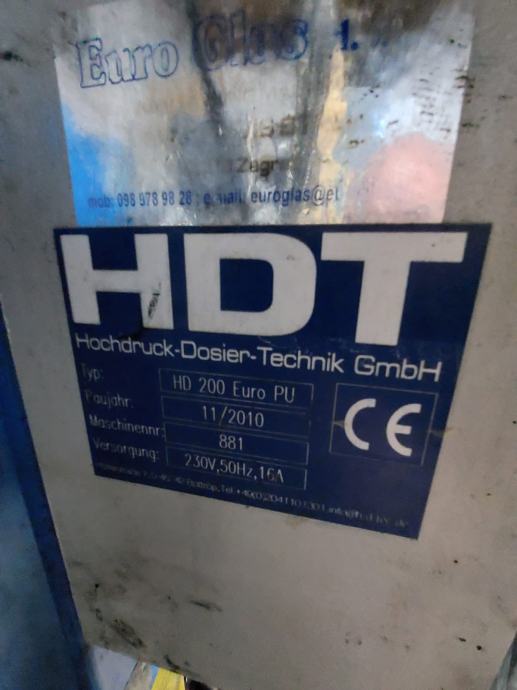 Euro Glas
mob: 098 978 98 28 ; e-mail: euroglas@
HDT
Hochdruck-Dosier-Technik GmbH
Typ: HD 200 Euro PU
Baujahr: 11/2010
Maschinennr: 881
Versorgung: 230V,50Hz,16A
CE